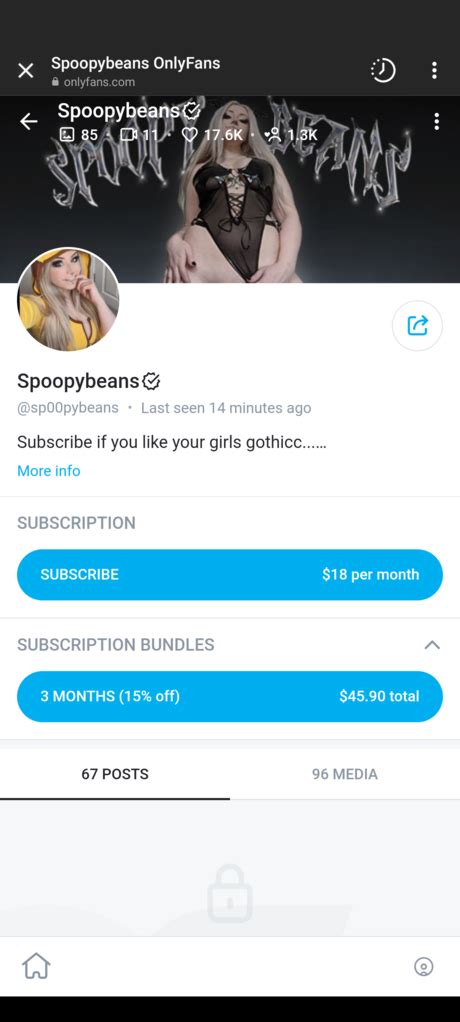 Spoopybeans OnlyFans
onlyfans.com
Spoopybeans
85 · 11 · 17.6K · 1.3K
SPOOPY BEANS
Spoopybeans
@sp00pybeans · Last seen 14 minutes ago
Subscribe if you like your girls gothicc......
More info
SUBSCRIPTION
SUBSCRIBE $18 per month
SUBSCRIPTION BUNDLES
3 MONTHS (15% off) $45.90 total
67 POSTS 96 MEDIA